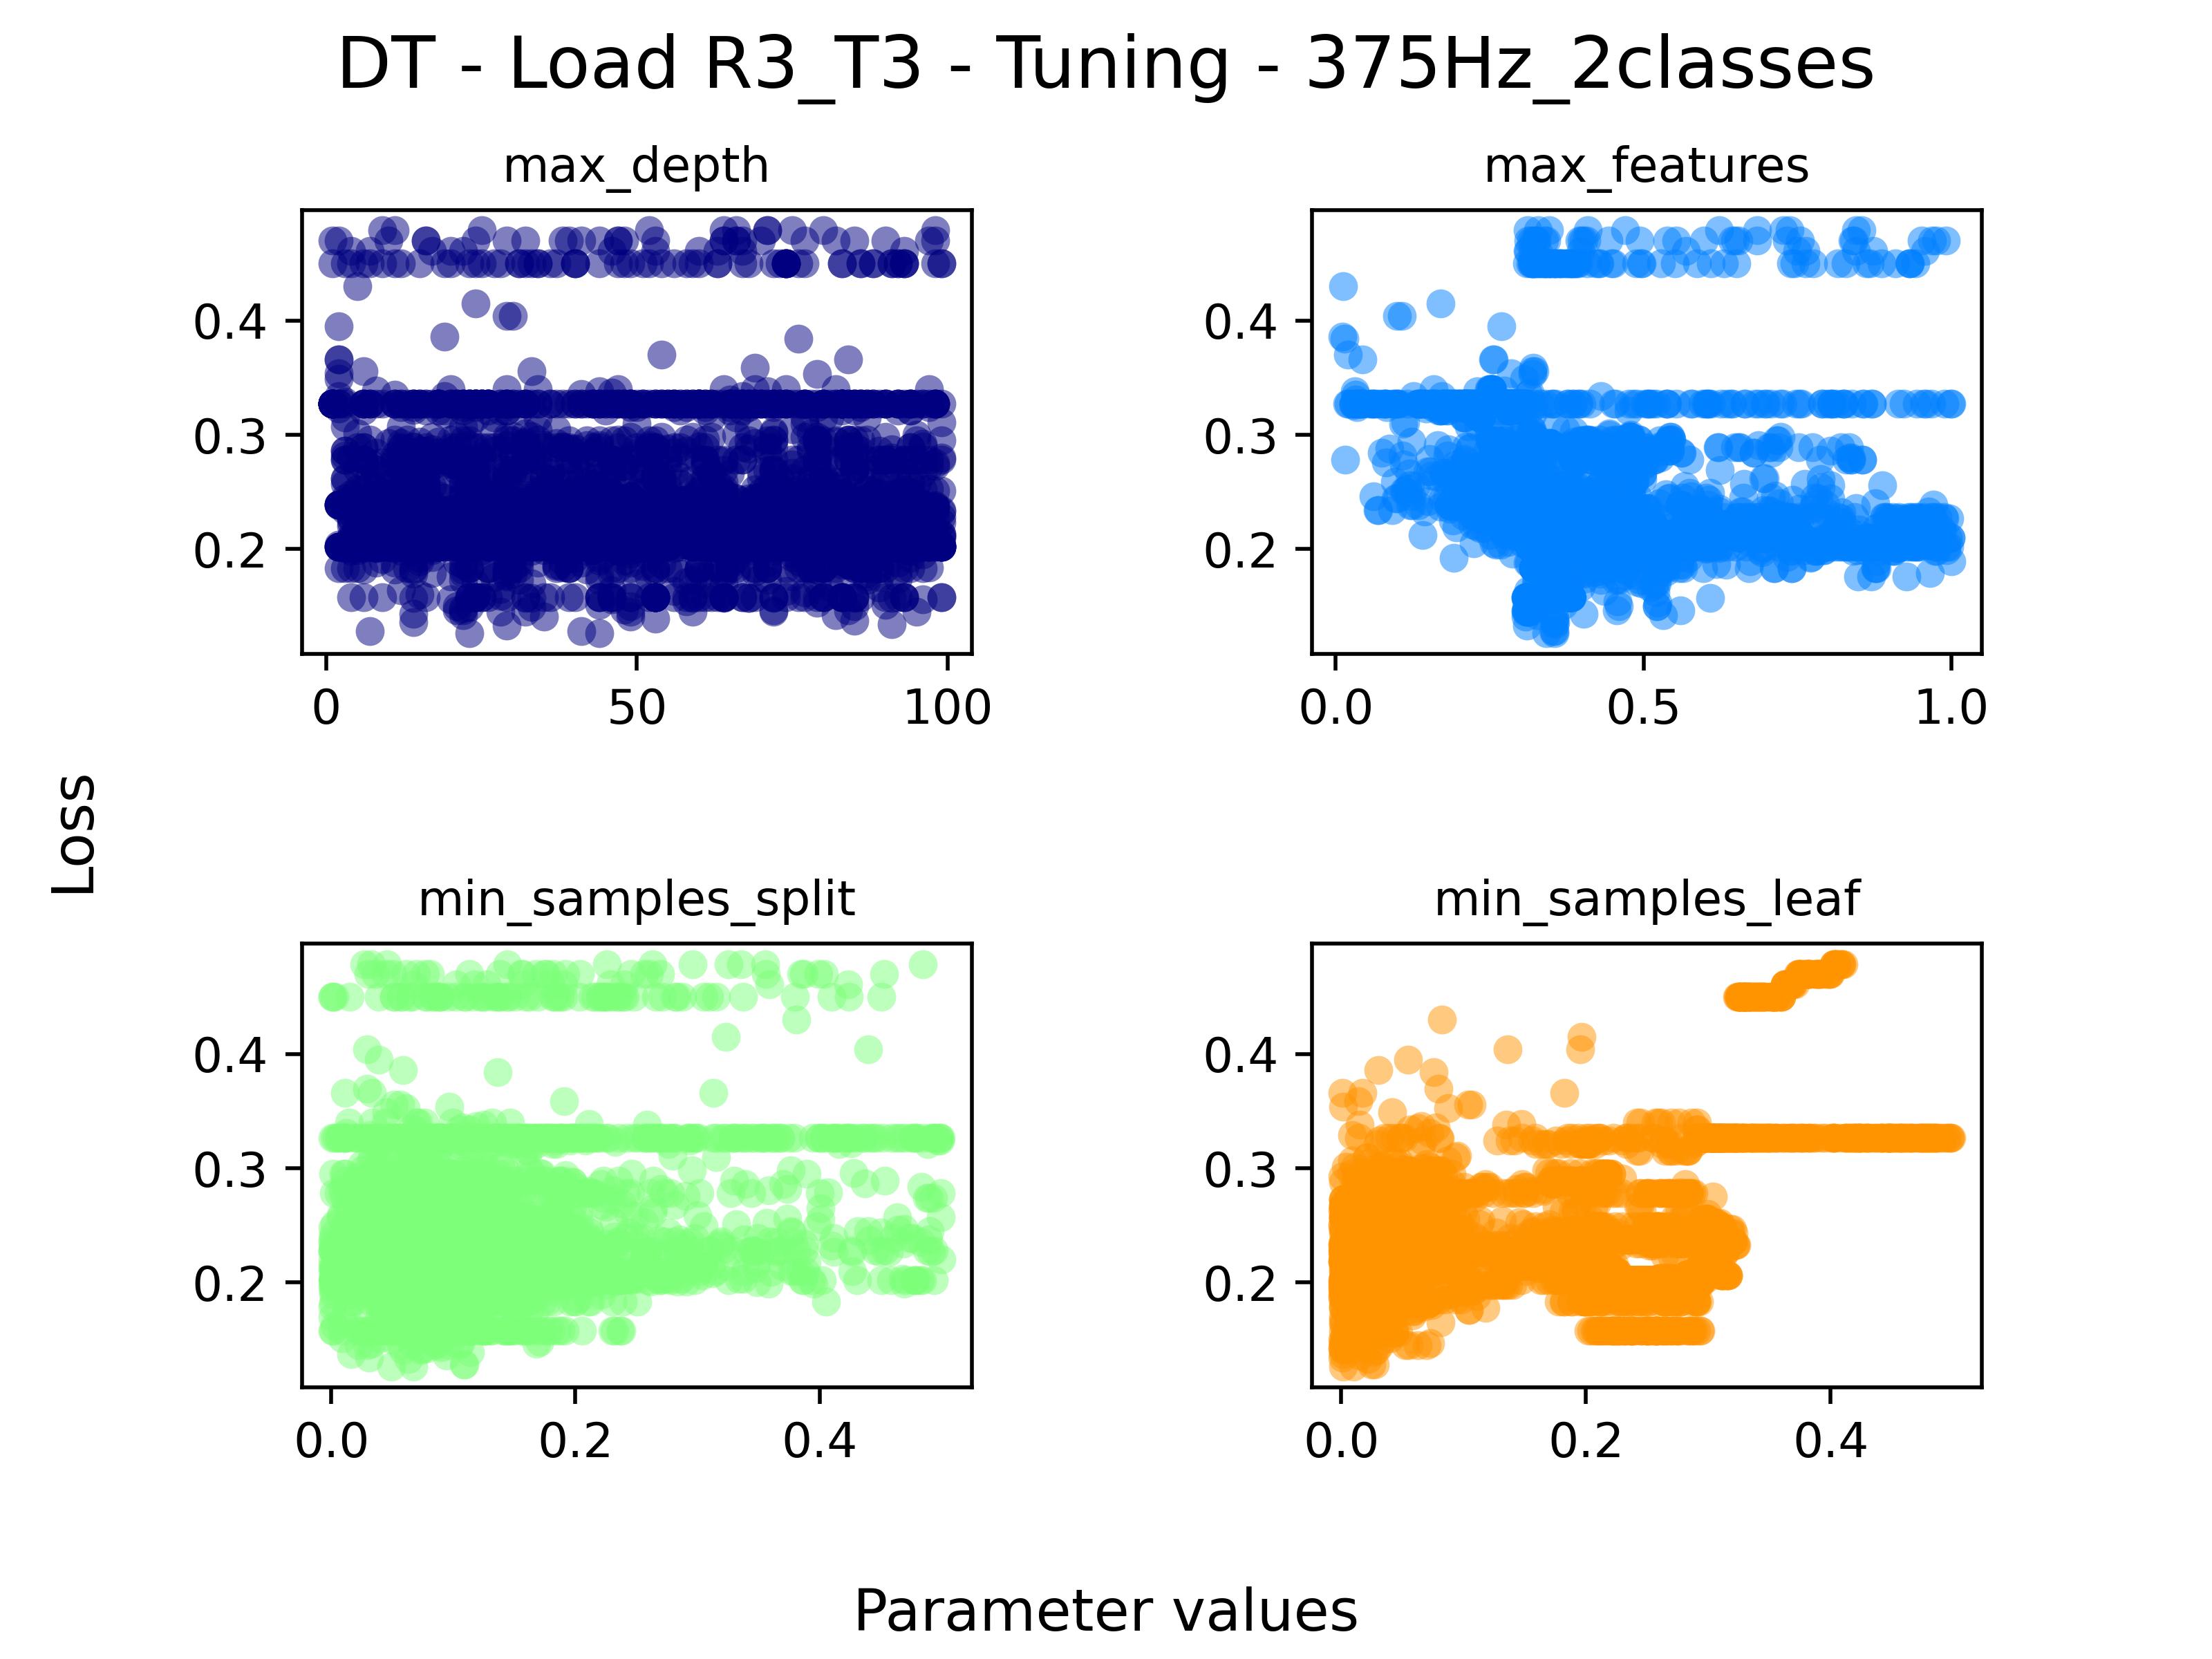 DT - Load R3_T3 - Tuning - 375Hz_2classes
max_depth
0.4
0.3
0.2
0 50 100
max_features
0.4
0.3
0.2
0.0 0.5 1.0
Loss
min_samples_split
0.4
0.3
0.2
0.0 0.2 0.4
min_samples_leaf
0.4
0.3
0.2
0.0 0.2 0.4
Parameter values